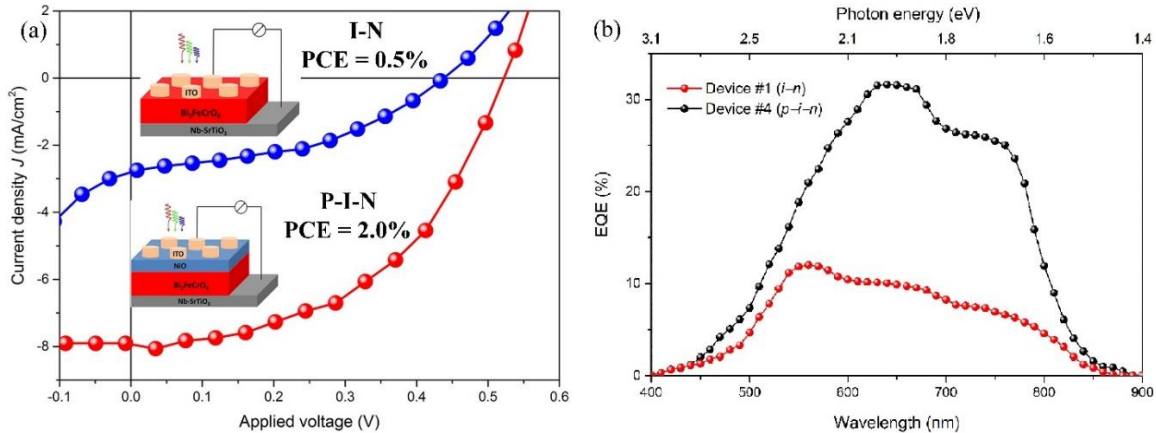 (a)
I-N
PCE = 0.5%
ITO
Bi₂FeCrO₆
Nb-SrTiO₃
P-I-N
PCE = 2.0%
ITO
NiO
Bi₂FeCrO₆
Nb-SrTiO₃
Current density J (mA/cm²)
2
0
-2
-4
-6
-8
-0.1 0.0 0.1 0.2 0.3 0.4 0.5 0.6
Applied voltage (V)
(b)
Photon energy (eV)
3.1 2.5 2.1 1.8 1.6 1.4
Device #1 (i–n)
Device #4 (p–i–n)
EQE (%)
30
20
10
0
400 500 600 700 800 900
Wavelength (nm)